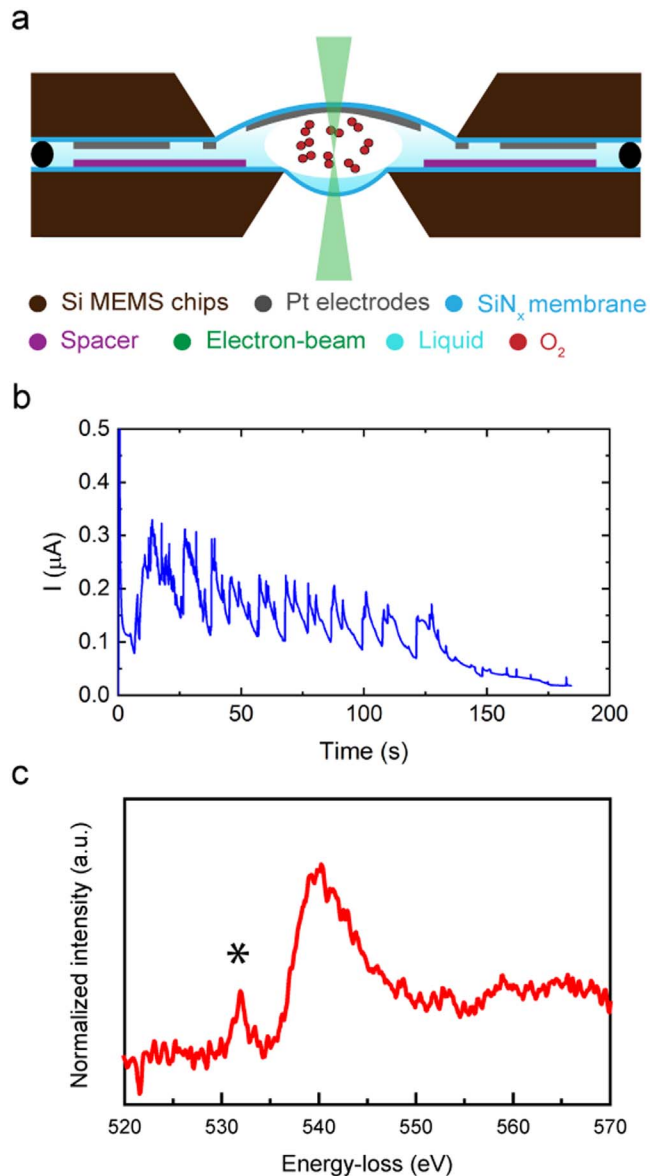 a
Si MEMS chips Pt electrodes SiNₓ membrane
Spacer Electron-beam Liquid O₂
b
0.5
0.4
0.3
0.2
0.1
0.0
I (μA)
0 50 100 150 200
Time (s)
c
Normalized intensity (a.u.)
*
520 530 540 550 560 570
Energy-loss (eV)